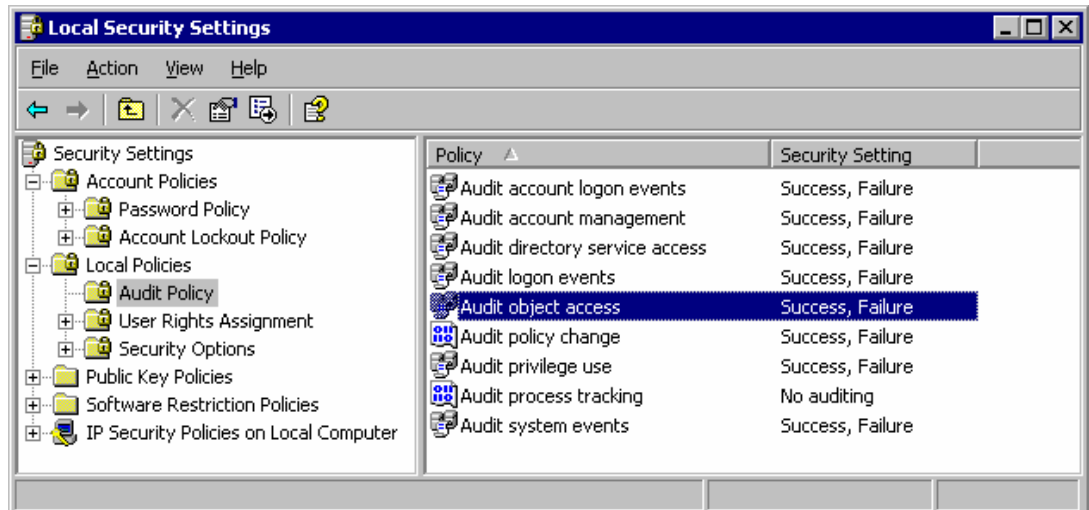 Local Security Settings
File Action View Help
Security Settings
Account Policies
Password Policy
Account Lockout Policy
Local Policies
Audit Policy
User Rights Assignment
Security Options
Public Key Policies
Software Restriction Policies
IP Security Policies on Local Computer
Policy Security Setting
Audit account logon events Success, Failure
Audit account management Success, Failure
Audit directory service access Success, Failure
Audit logon events Success, Failure
Audit object access Success, Failure
Audit policy change Success, Failure
Audit privilege use Success, Failure
Audit process tracking No auditing
Audit system events Success, Failure